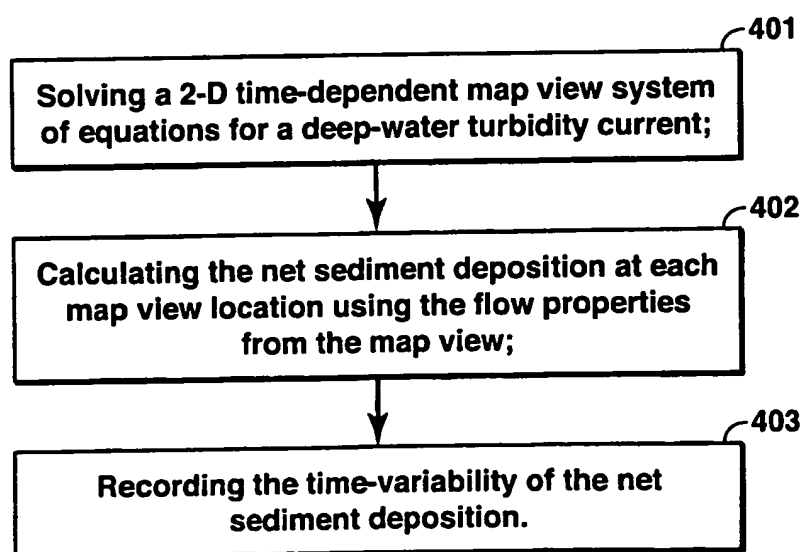 401
Solving a 2-D time-dependent map view system
of equations for a deep-water turbidity current;
402
Calculating the net sediment deposition at each
map view location using the flow properties
from the map view;
403
Recording the time-variability of the net
sediment deposition.